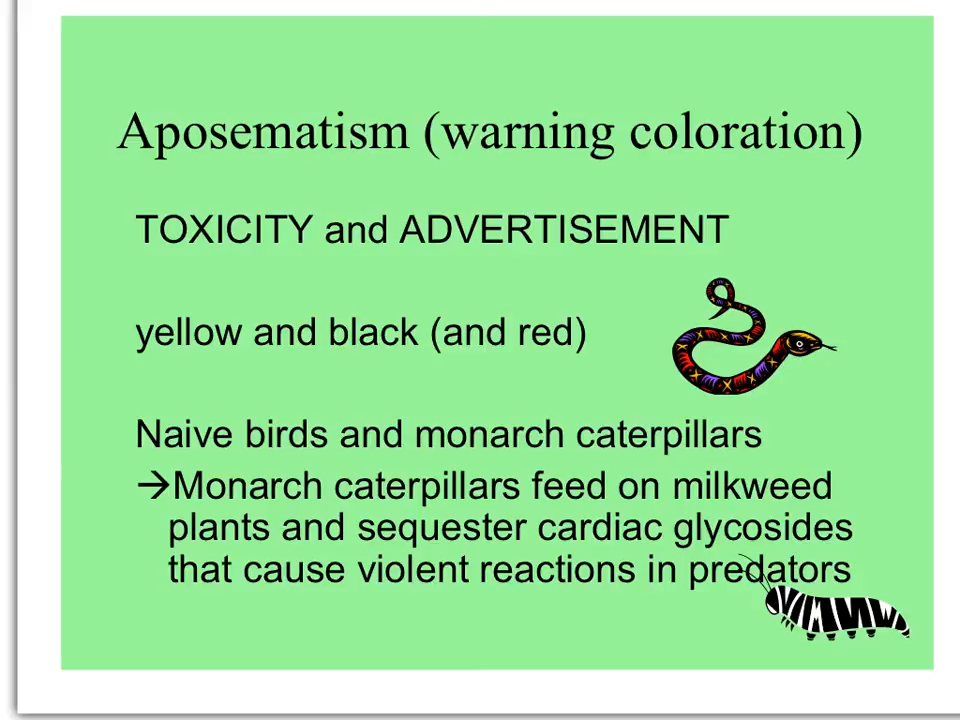 Aposematism (warning coloration)
TOXICITY and ADVERTISEMENT
yellow and black (and red)
Naive birds and monarch caterpillars
→Monarch caterpillars feed on milkweed
plants and sequester cardiac glycosides
that cause violent reactions in predators